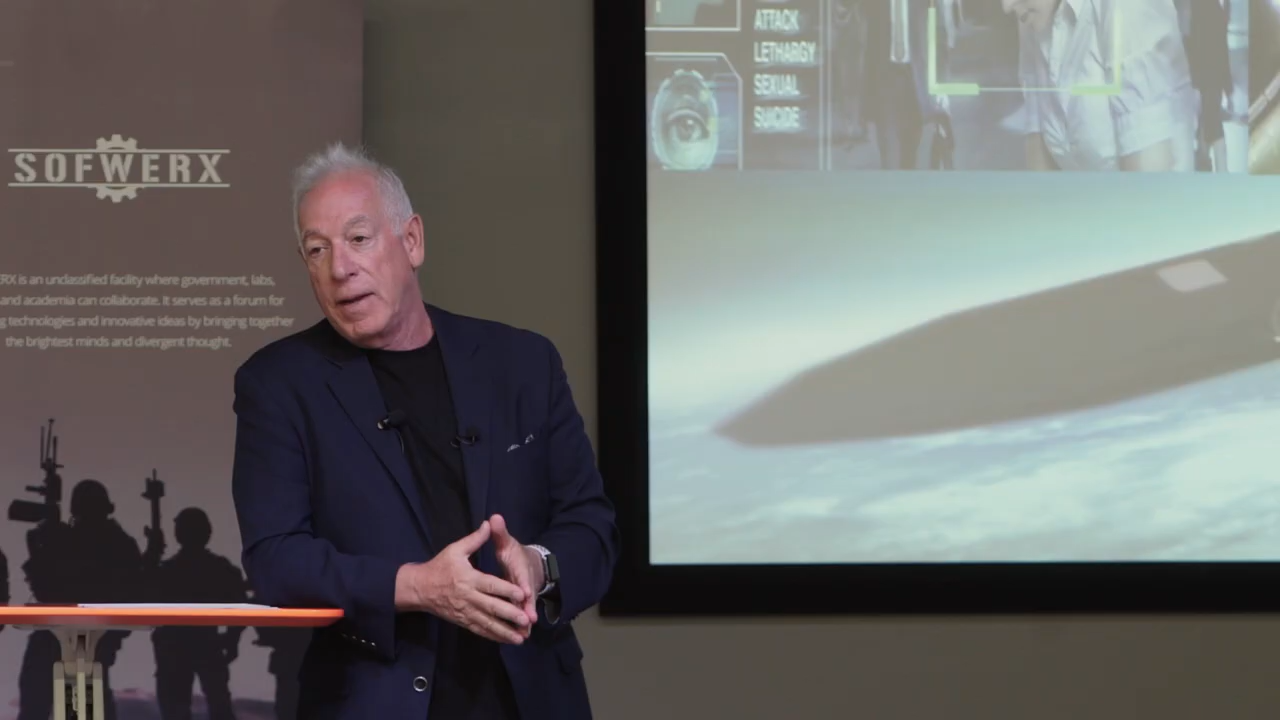 SOFWERX
RX is an unclassified facility where government, labs,
and academia can collaborate. It serves as a forum for
g technologies and innovative ideas by bringing together
the brightest minds and divergent thought.
ATTACK
LETHARGY
SEXUAL
SUICIDE